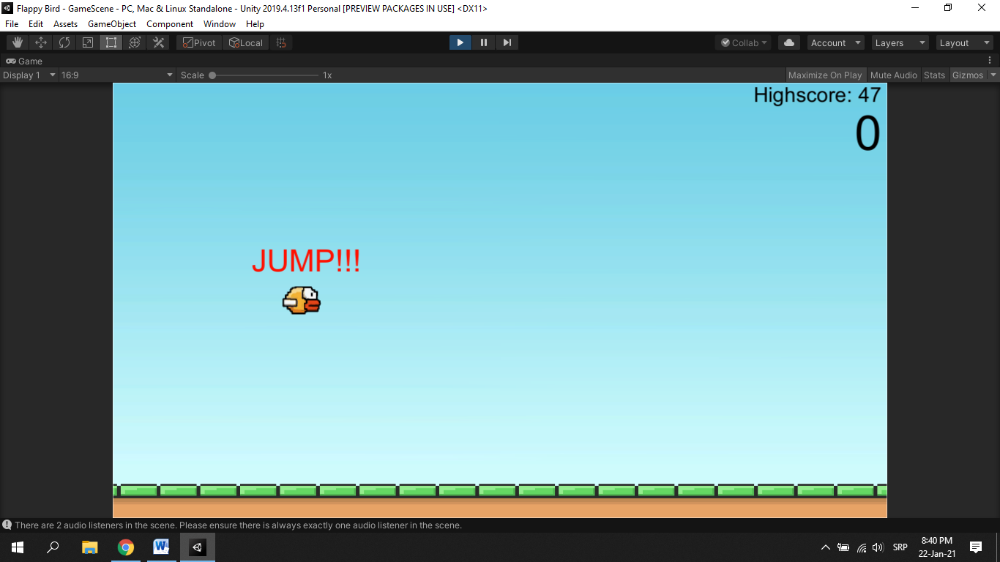 Flappy Bird - GameScene - PC, Mac & Linux Standalone - Unity 2019.4.13f1 Personal [PREVIEW PACKAGES IN USE] <DX11>
File Edit Assets GameObject Component Window Help
Pivot Local Collab Account Layers Layout
Game
Display 1 16:9 Scale 1x Maximize On Play Mute Audio Stats Gizmos
Highscore: 47
0
JUMP!!!
There are 2 audio listeners in the scene. Please ensure there is always exactly one audio listener in the scene.
SRP 8:40 PM
22-Jan-21